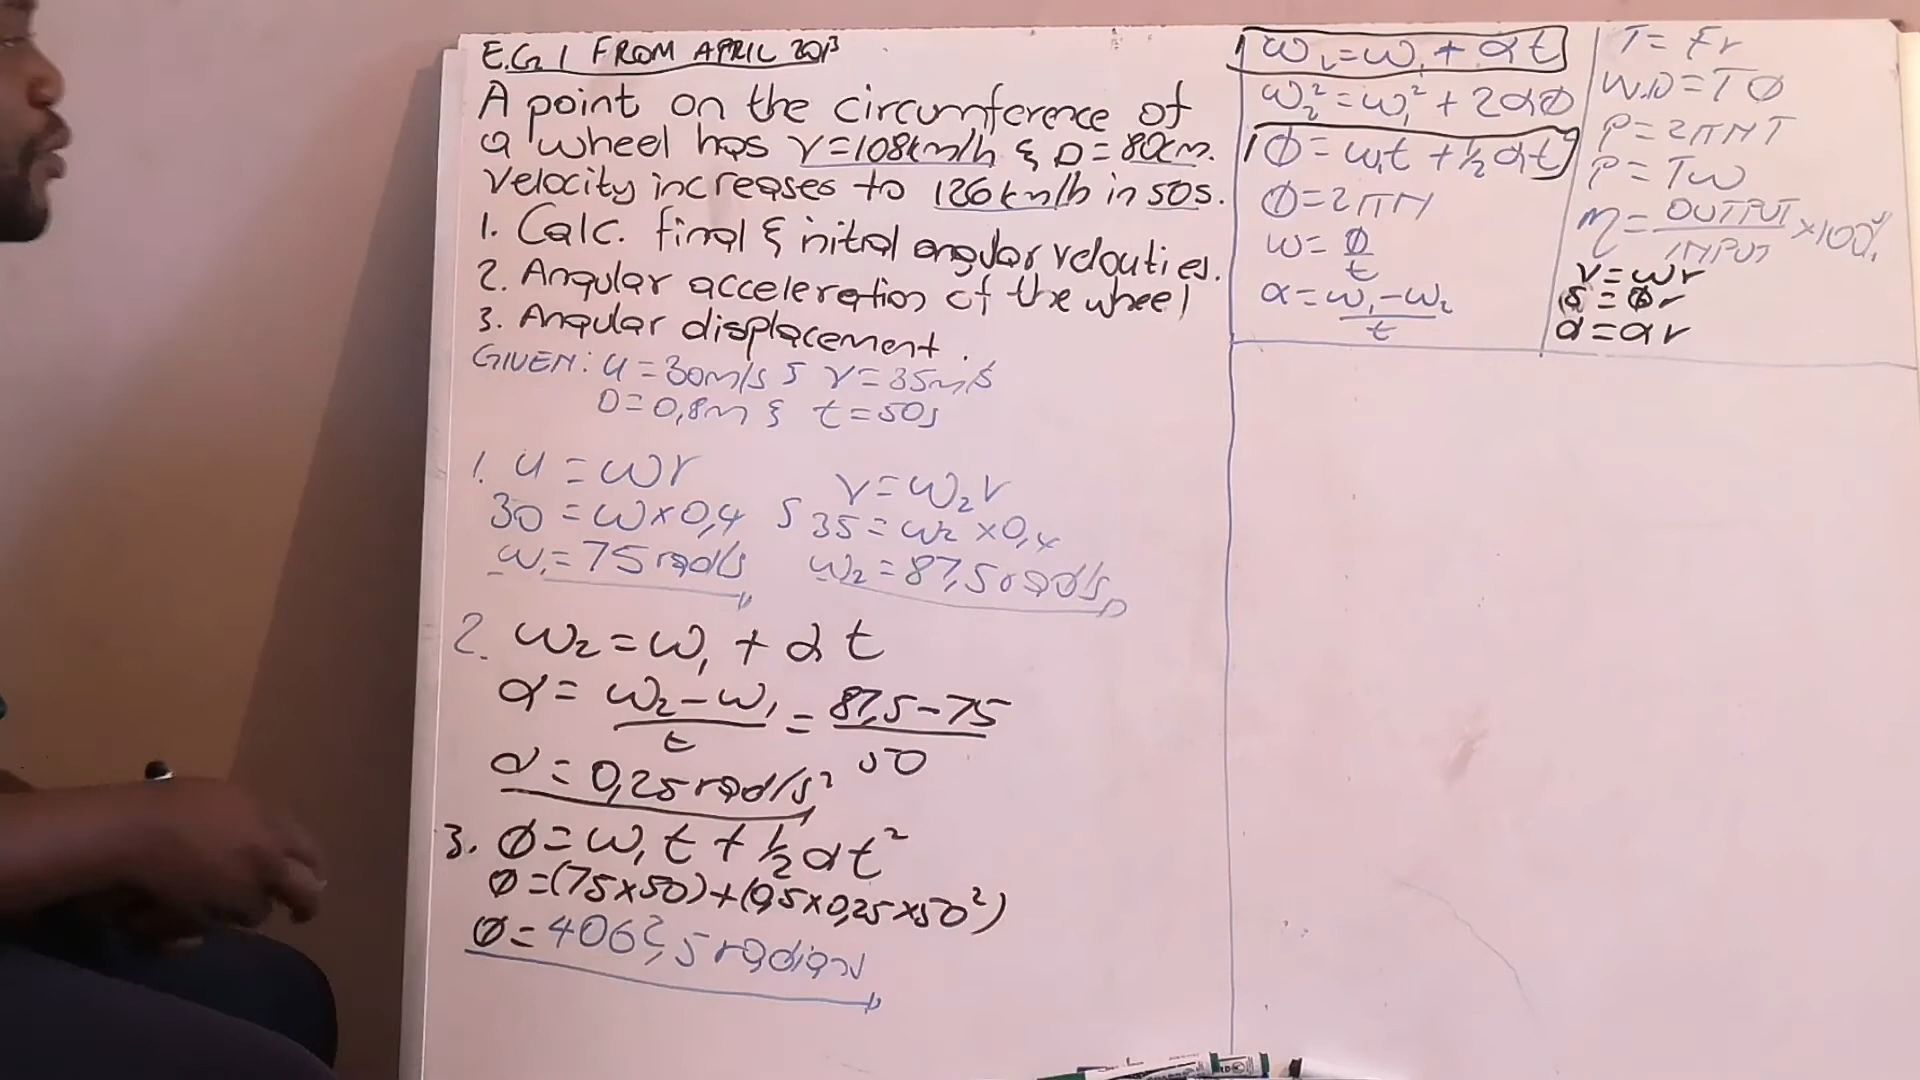 E.G 1 FROM APRIL 2013
A point on the circumference of
a wheel has v=108km/h & D=80cm.
Velocity increases to 126km/h in 50s.
1. Calc. final & initial angular velocities.
2. Angular acceleration of the wheel
3. Angular displacement.
GIVEN: u=30m/s ; v=35m/s
D=0,8m & t=50s
1. u=ωr
30=ω×0,4
ω₁=75rad/s
v=ω₂r
; 35=ω₂×0,4
ω₂=87,5rad/s
2. ω₂=ω₁+αt
α=ω₂-ω₁/t=87,5-75/50
α=0,25rad/s²
3. ∅=ω₁t+½αt²
∅=(75×50)+(0,5×0,25×50²)
∅=4062,5radians
ω₂=ω₁+αt
ω₂²=ω₁²+2α∅
∅=ω₁t+½αt²
∅=2πN
ω=∅/t
α=ω₁-ω₂/t
T=Fr
W.D=T∅
P=2πNT
P=Tω
η=OUTPUT/INPUT×100%
v=ωr
S=∅r
a=αr